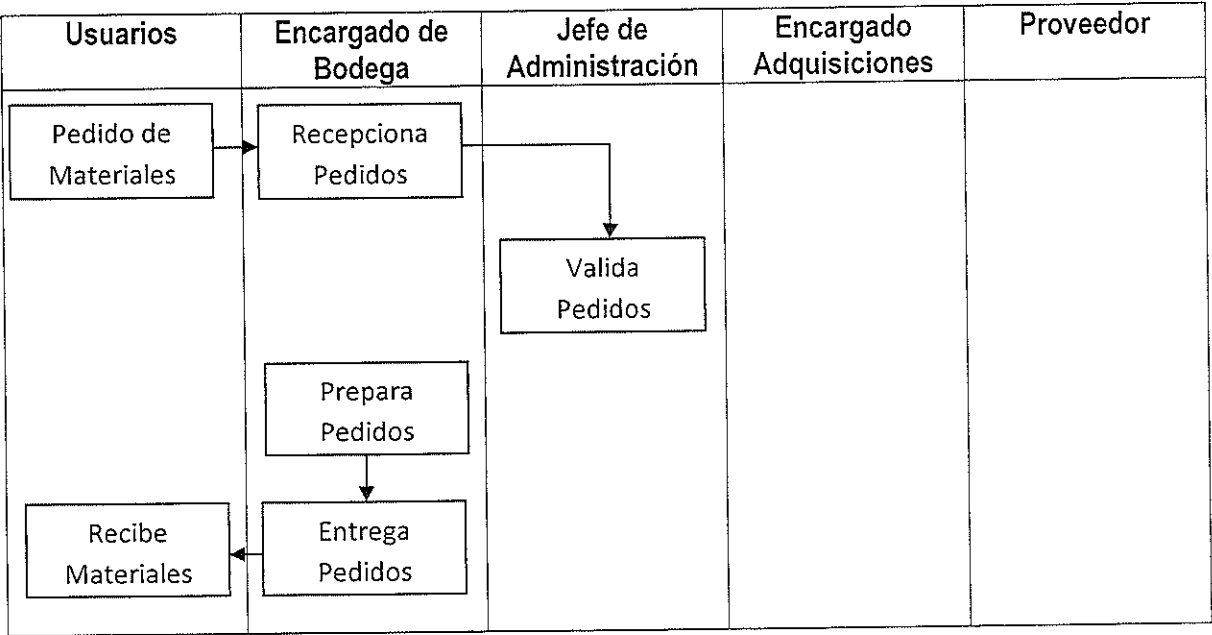 Usuarios
Encargado de
Bodega
Jefe de
Administración
Encargado
Adquisiciones
Proveedor
Pedido de
Materiales
Recepciona
Pedidos
Valida
Pedidos
Prepara
Pedidos
Recibe
Materiales
Entrega
Pedidos